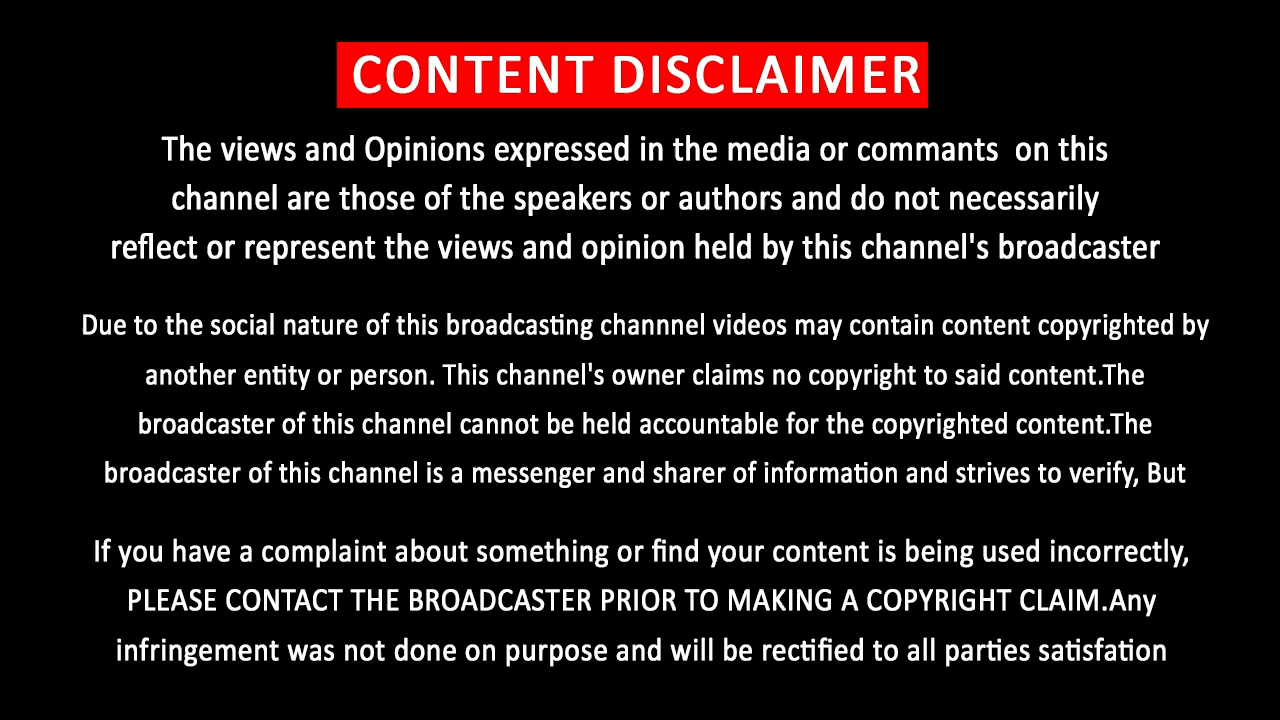 CONTENT DISCLAIMER
The views and Opinions expressed in the media or commants on this
channel are those of the speakers or authors and do not necessarily
reflect or represent the views and opinion held by this channel's broadcaster
Due to the social nature of this broadcasting channnel videos may contain content copyrighted by
another entity or person. This channel's owner claims no copyright to said content.The
broadcaster of this channel cannot be held accountable for the copyrighted content.The
broadcaster of this channel is a messenger and sharer of information and strives to verify, But
If you have a complaint about something or find your content is being used incorrectly,
PLEASE CONTACT THE BROADCASTER PRIOR TO MAKING A COPYRIGHT CLAIM.Any
infringement was not done on purpose and will be rectified to all parties satisfation